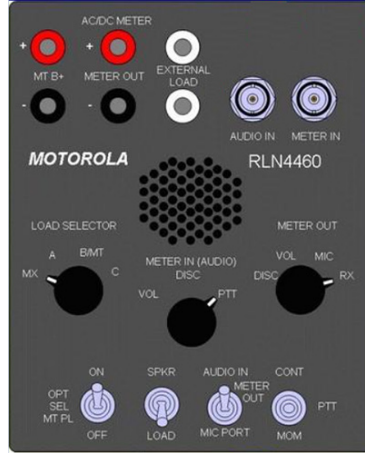 AC/DC METER
+ +
MT B+ METER OUT EXTERNAL LOAD
- -
AUDIO IN METER IN
MOTOROLA RLN4460
LOAD SELECTOR METER OUT
A B/MT
MX C
METER IN (AUDIO)
DISC
VOL PTT
VOL MIC
DISC RX
ON SPKR AUDIO IN CONT
OPT SEL MT PL METER OUT PTT
OFF LOAD MIC PORT MOM